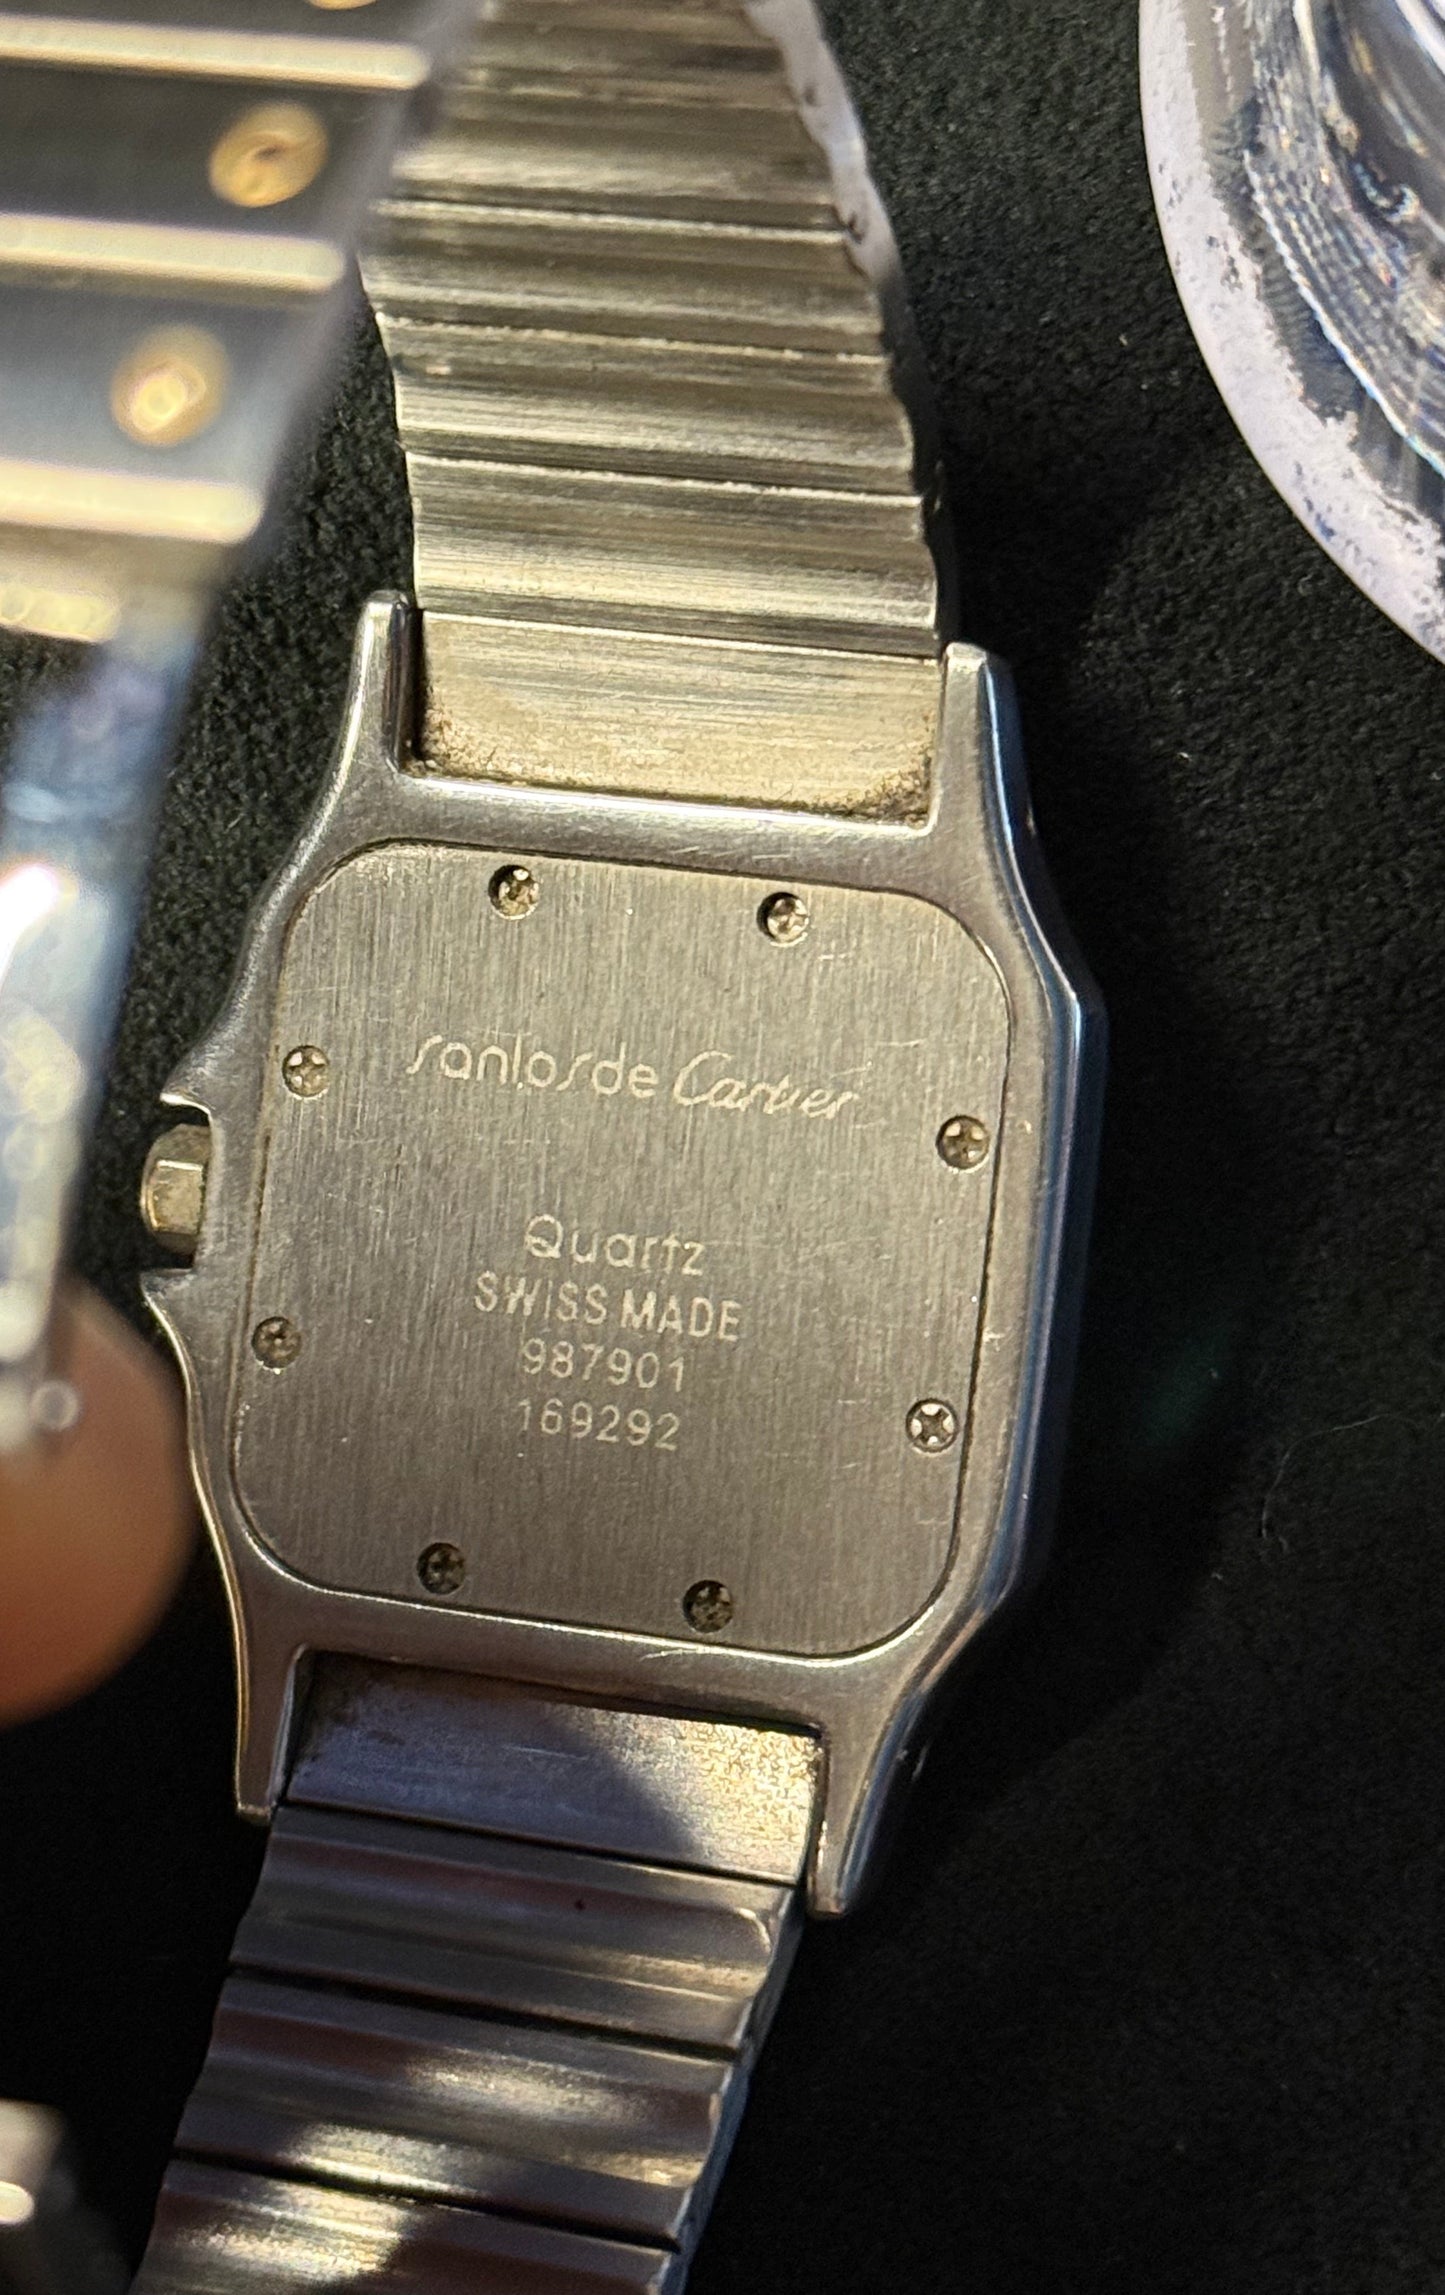 santos de Cartier
Quartz
SWISS MADE
987901
169292